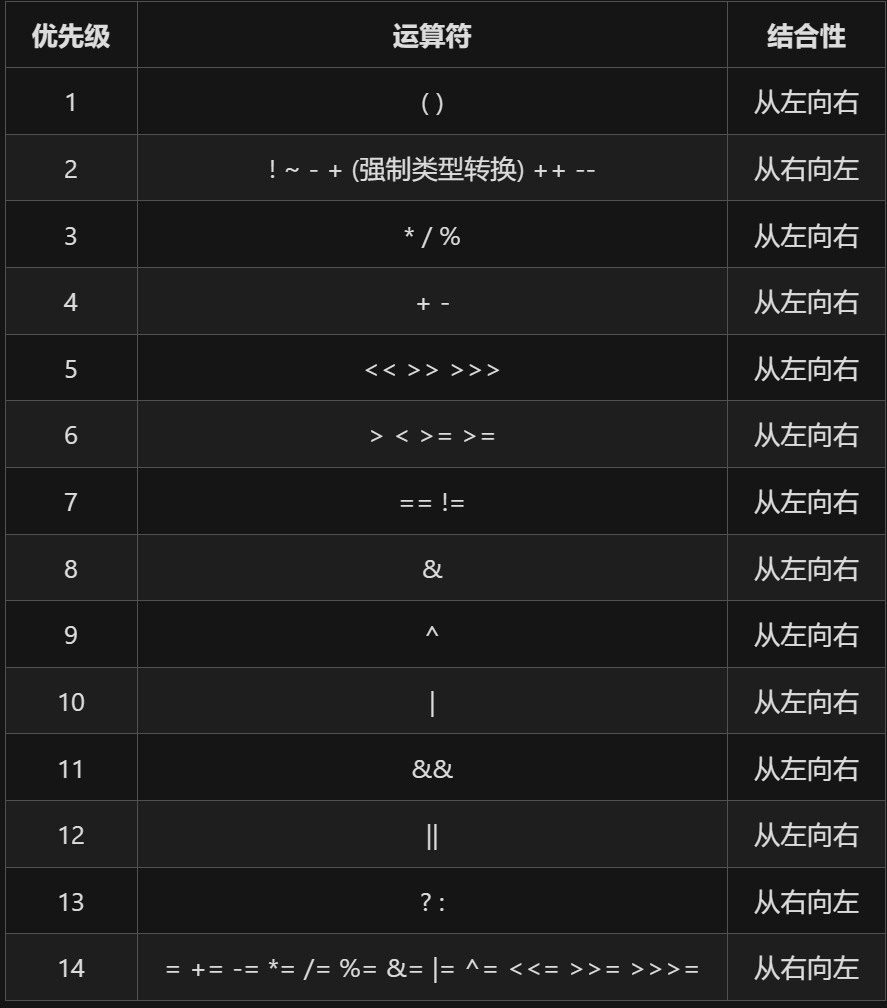 优先级 运算符 结合性
1 ( ) 从左向右
2 ! ~ - + (强制类型转换) ++ -- 从右向左
3 * / % 从左向右
4 + - 从左向右
5 << >> >>> 从左向右
6 > < >= >= 从左向右
7 == != 从左向右
8 & 从左向右
9 ^ 从左向右
10 | 从左向右
11 && 从左向右
12 || 从左向右
13 ? : 从右向左
14 = += -= *= /= %= &= |= ^= <<= >>= >>>= 从右向左